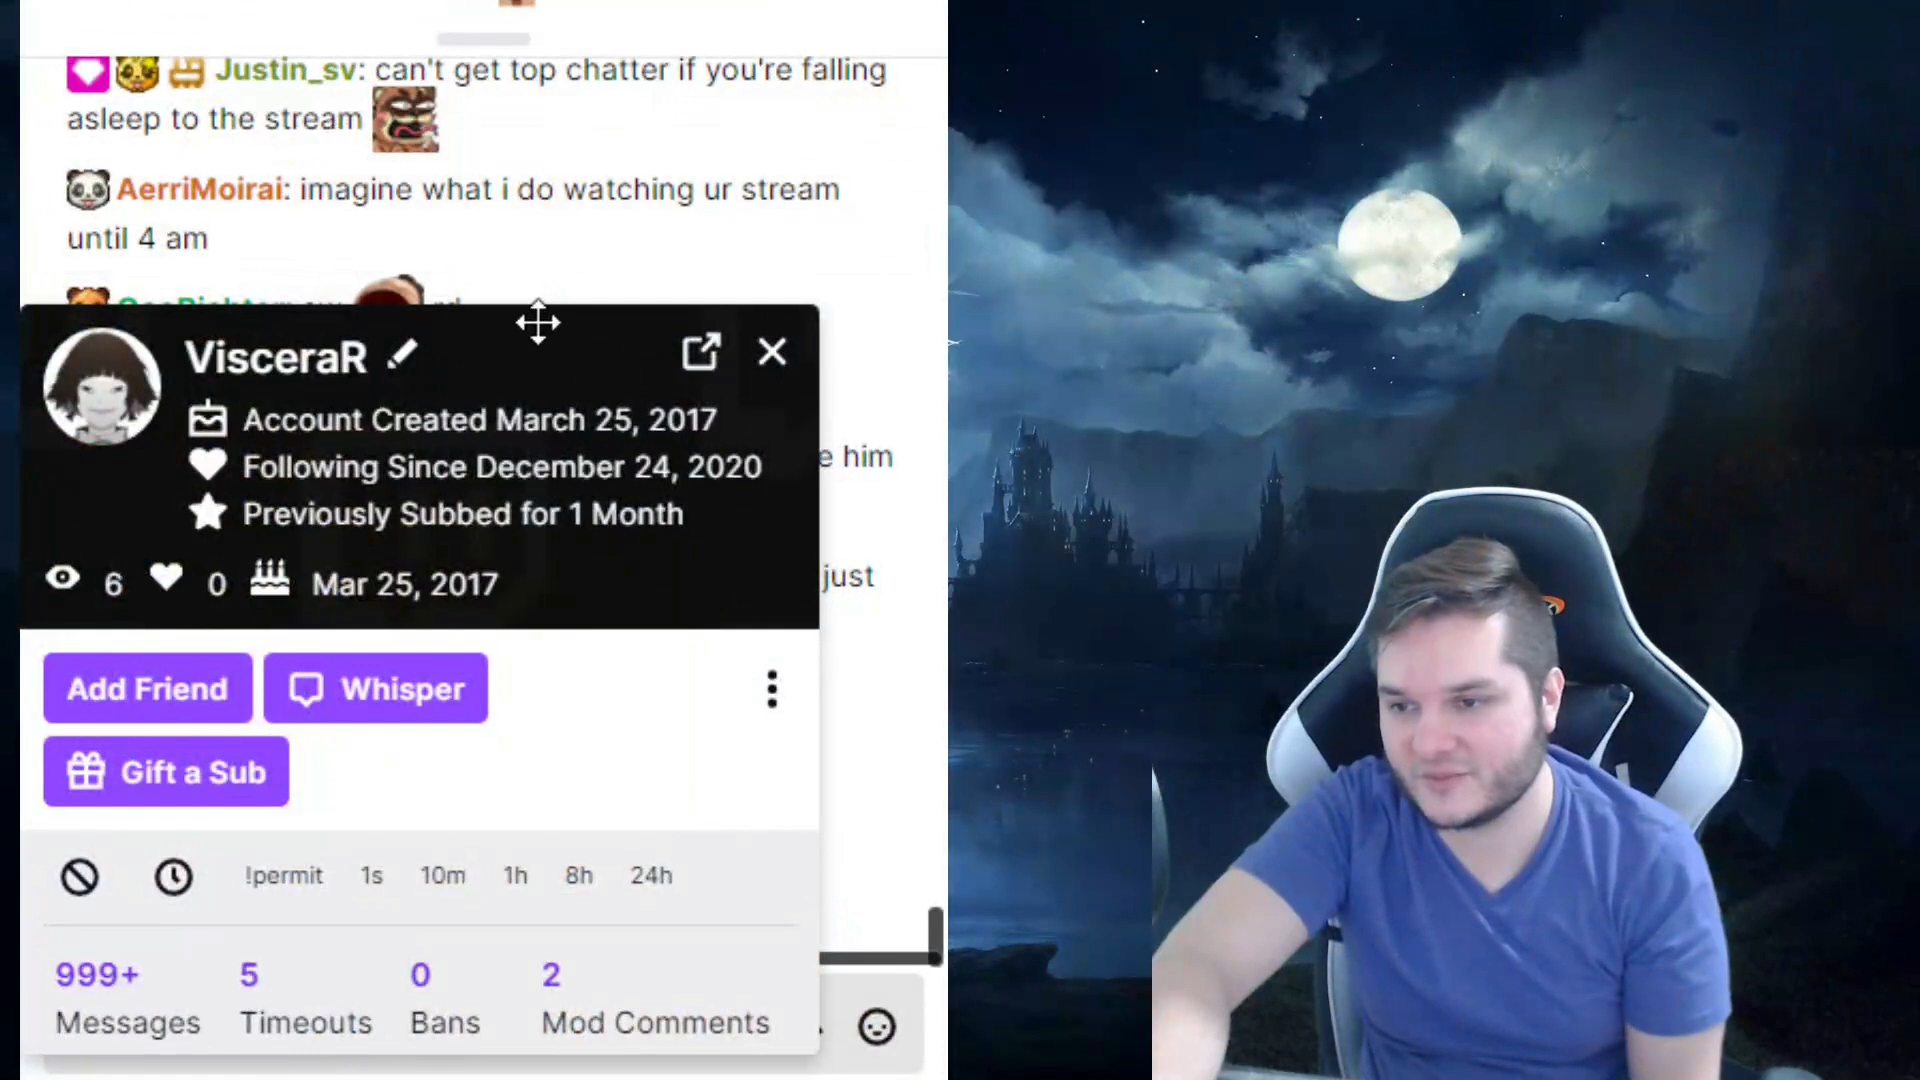 Justin_sv: can't get top chatter if you're falling
asleep to the stream
AerriMoirai: imagine what i do watching ur stream
until 4 am
VisceraR
Account Created March 25, 2017
e him
Following Since December 24, 2020
Previously Subbed for 1 Month
6 0 Mar 25, 2017
just
Add Friend Whisper
Gift a Sub
!permit 1s 10m 1h 8h 24h
999+ 5 0 2
Messages Timeouts Bans Mod Comments